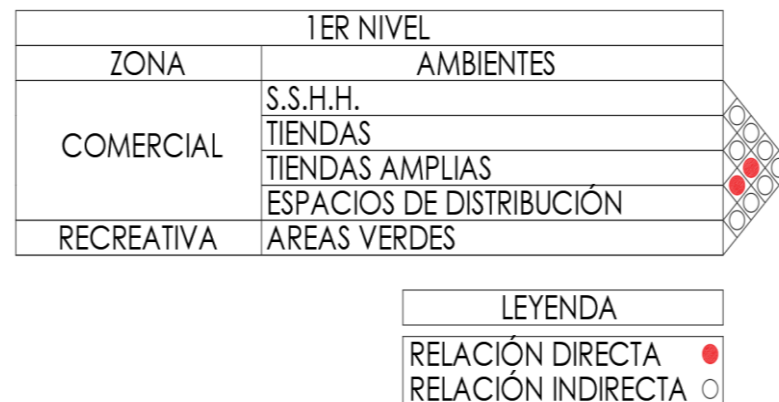 1ER NIVEL
ZONA AMBIENTES
S.S.H.H.
COMERCIAL
TIENDAS
TIENDAS AMPLIAS
ESPACIOS DE DISTRIBUCIÓN
RECREATIVA AREAS VERDES
LEYENDA
RELACIÓN DIRECTA
RELACIÓN INDIRECTA